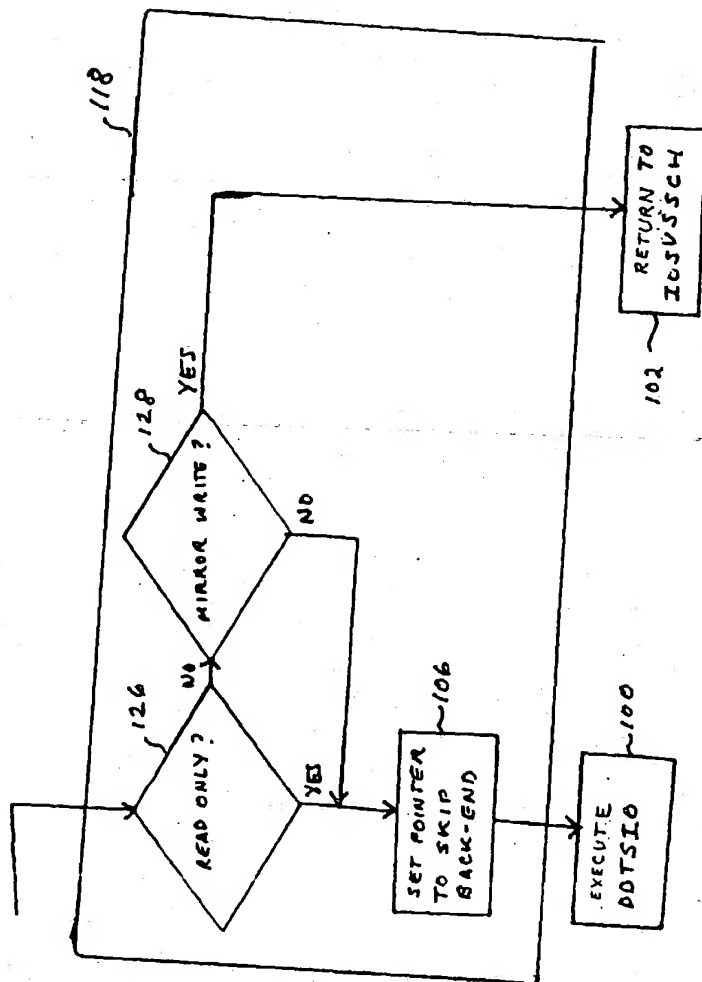 118
126
READ ONLY?
NO
YES
128
MIRROR WRITE?
YES
NO
106
SET POINTER
TO SKIP
BACK-END
100
EXECUTE
DDTSIO
102
RETURN TO
IOSVSSCH